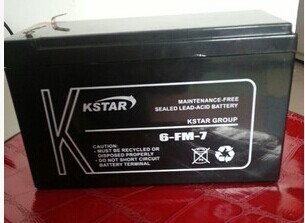 K
KSTAR
MAINTENANCE-FREE
SEALED LEAD-ACID BATTERY
KSTAR GROUP
6-FM-7
CAUTION:
• MUST BE RECYCLED OR
DISPOSED PROPERLY
• DO NOT SHORT CIRCUIT
BATTERY TERMINAL